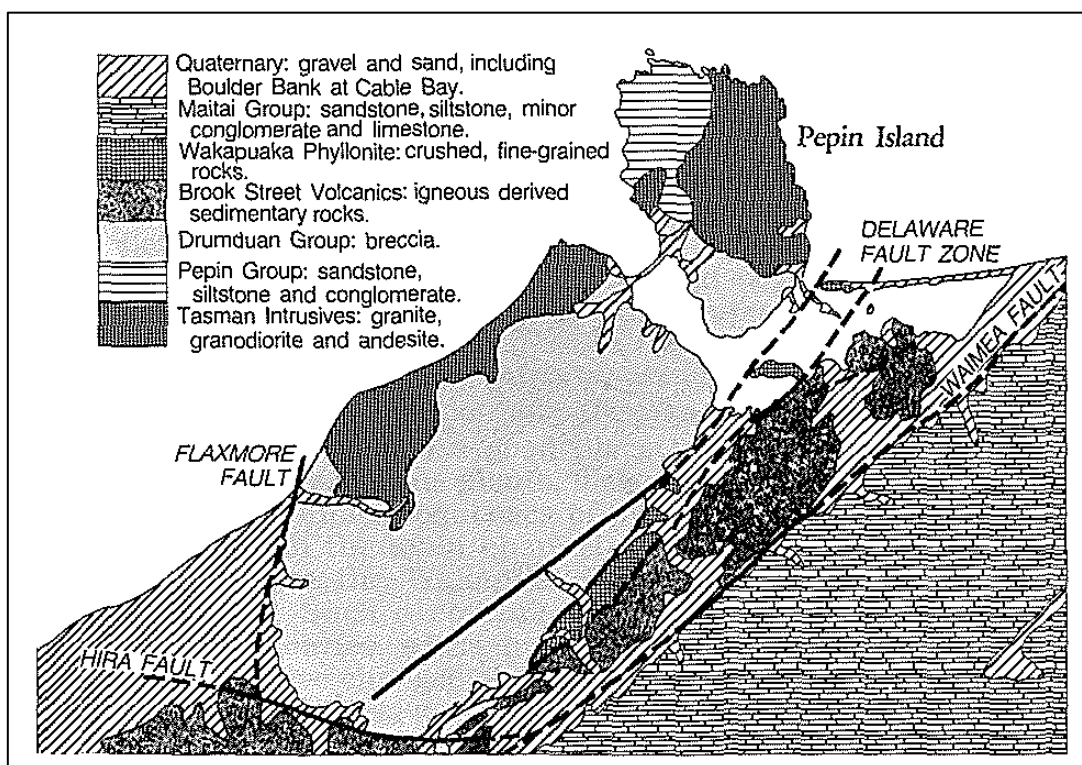 Quaternary: gravel and sand, including
Boulder Bank at Cable Bay.
Maitai Group: sandstone, siltstone, minor
conglomerate and limestone.
Wakapuaka Phyllonite: crushed, fine-grained
rocks.
Brook Street Volcanics: igneous derived
sedimentary rocks.
Drumduan Group: breccia.
Pepin Group: sandstone,
siltstone and conglomerate.
Tasman Intrusives: granite,
granodiorite and andesite.
Pepin Island
DELAWARE
FAULT ZONE
WAIMEA FAULT
FLAXMORE
FAULT
HIRA FAULT